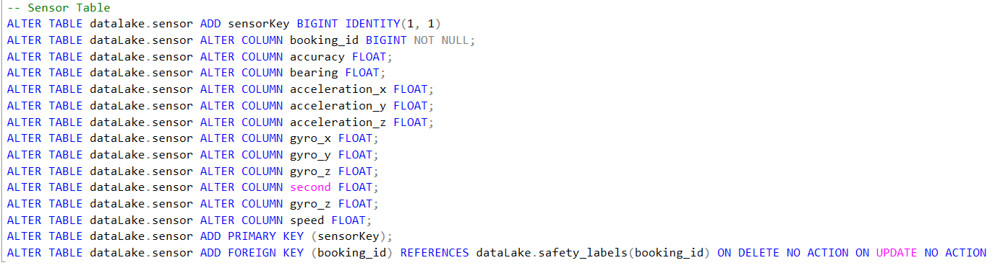 -- Sensor Table
ALTER TABLE datalake.sensor ADD sensorKey BIGINT IDENTITY(1, 1)
ALTER TABLE dataLake.sensor ALTER COLUMN booking_id BIGINT NOT NULL;
ALTER TABLE dataLake.sensor ALTER COLUMN accuracy FLOAT;
ALTER TABLE dataLake.sensor ALTER COLUMN bearing FLOAT;
ALTER TABLE dataLake.sensor ALTER COLUMN acceleration_x FLOAT;
ALTER TABLE dataLake.sensor ALTER COLUMN acceleration_y FLOAT;
ALTER TABLE dataLake.sensor ALTER COLUMN acceleration_z FLOAT;
ALTER TABLE dataLake.sensor ALTER COLUMN gyro_x FLOAT;
ALTER TABLE dataLake.sensor ALTER COLUMN gyro_y FLOAT;
ALTER TABLE dataLake.sensor ALTER COLUMN gyro_z FLOAT;
ALTER TABLE dataLake.sensor ALTER COLUMN second FLOAT;
ALTER TABLE dataLake.sensor ALTER COLUMN gyro_z FLOAT;
ALTER TABLE dataLake.sensor ALTER COLUMN speed FLOAT;
ALTER TABLE dataLake.sensor ADD PRIMARY KEY (sensorKey);
ALTER TABLE dataLake.sensor ADD FOREIGN KEY (booking_id) REFERENCES dataLake.safety_labels(booking_id) ON DELETE NO ACTION ON UPDATE NO ACTION